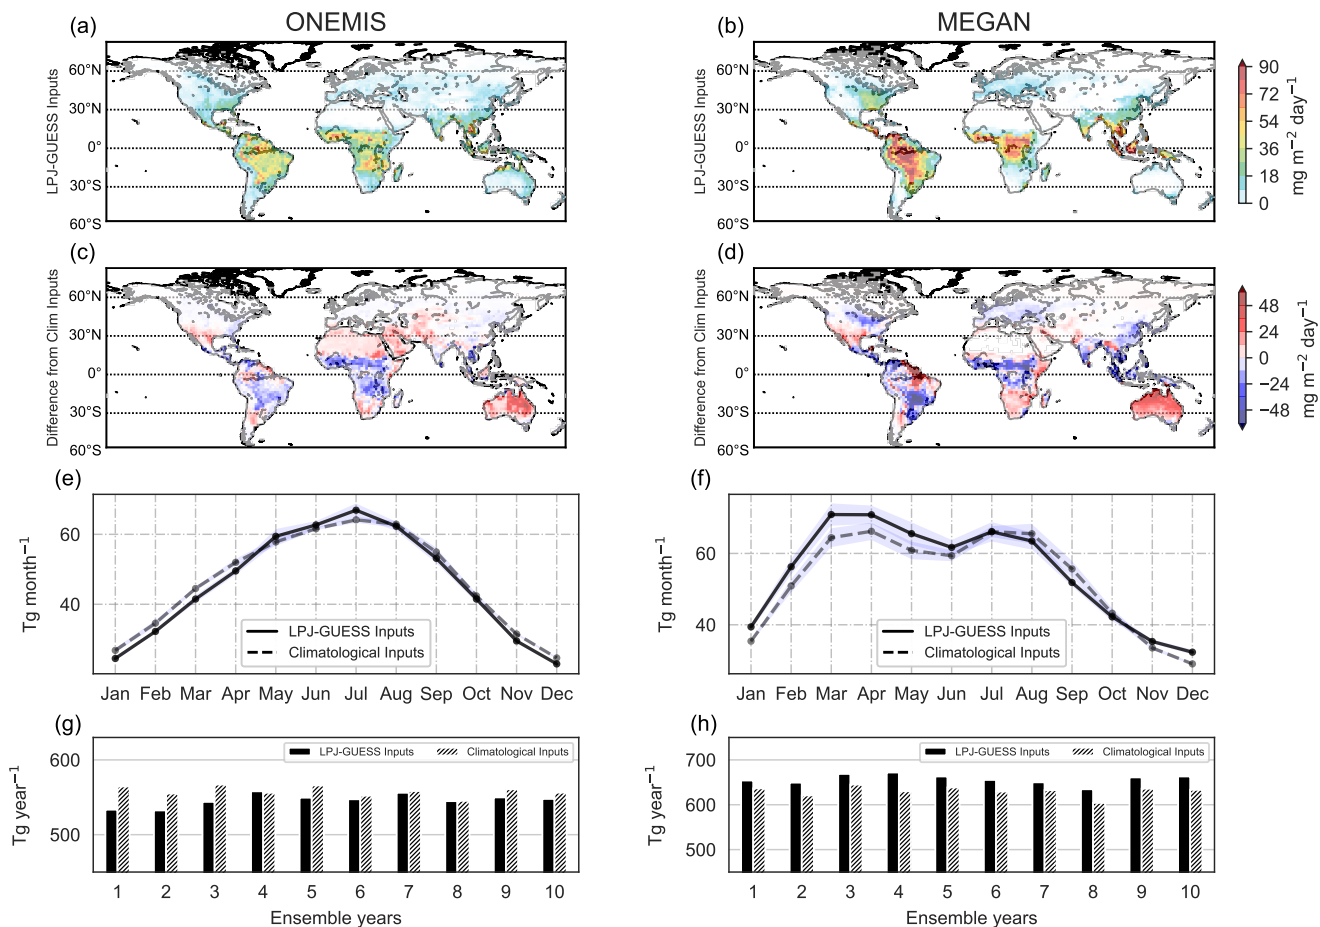 (a) ONEMIS
(b) MEGAN
LPJ-GUESS Inputs
60°N
30°N
0°
30°S
60°S
LPJ-GUESS Inputs
60°N
30°N
0°
30°S
60°S
90
72
54
36
18
0
mg m−2 day−1
(c)
(d)
Difference from Clim Inputs
60°N
30°N
0°
30°S
60°S
Difference from Clim Inputs
60°N
30°N
0°
30°S
60°S
48
24
0
−24
−48
mg m−2 day−1
(e)
Tg month−1
60
40
LPJ-GUESS Inputs
Climatological Inputs
Jan Feb Mar Apr May Jun Jul Aug Sep Oct Nov Dec
(f)
Tg month−1
60
40
LPJ-GUESS Inputs
Climatological Inputs
Jan Feb Mar Apr May Jun Jul Aug Sep Oct Nov Dec
(g)
Tg year−1
600
500
LPJ-GUESS Inputs Climatological Inputs
1 2 3 4 5 6 7 8 9 10
Ensemble years
(h)
Tg year−1
700
600
500
LPJ-GUESS Inputs Climatological Inputs
1 2 3 4 5 6 7 8 9 10
Ensemble years